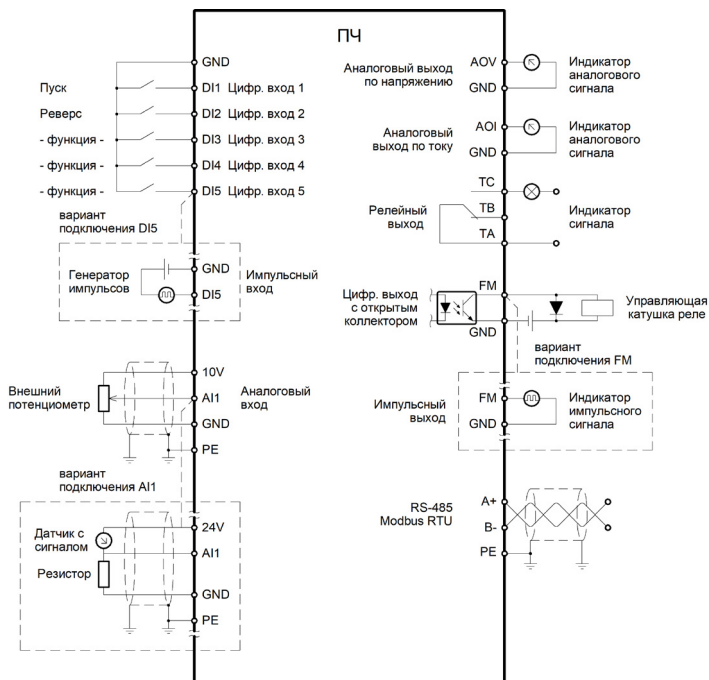 ПЧ
GND
Пуск
DI1 Цифр. вход 1
Реверс
DI2 Цифр. вход 2
- функция -
DI3 Цифр. вход 3
- функция -
DI4 Цифр. вход 4
- функция -
DI5 Цифр. вход 5
вариант
подключения DI5
Генератор
импульсов
GND
DI5
Импульсный
вход
Внешний
потенциометр
10V
AI1
GND
PE
Аналоговый
вход
вариант
подключения AI1
Датчик с
сигналом
Резистор
24V
AI1
GND
PE
Аналоговый выход
по напряжению
AOV
GND
Индикатор
аналогового
сигнала
Аналоговый
выход по току
AOI
GND
Индикатор
аналогового
сигнала
Релейный
выход
TC
TB
TA
Индикатор
сигнала
Цифр. выход
с открытым
коллектором
FM
GND
Управляющая
катушка реле
вариант
подключения FM
Импульсный
выход
FM
GND
Индикатор
импульсного
сигнала
RS-485
Modbus RTU
A+
B-
PE